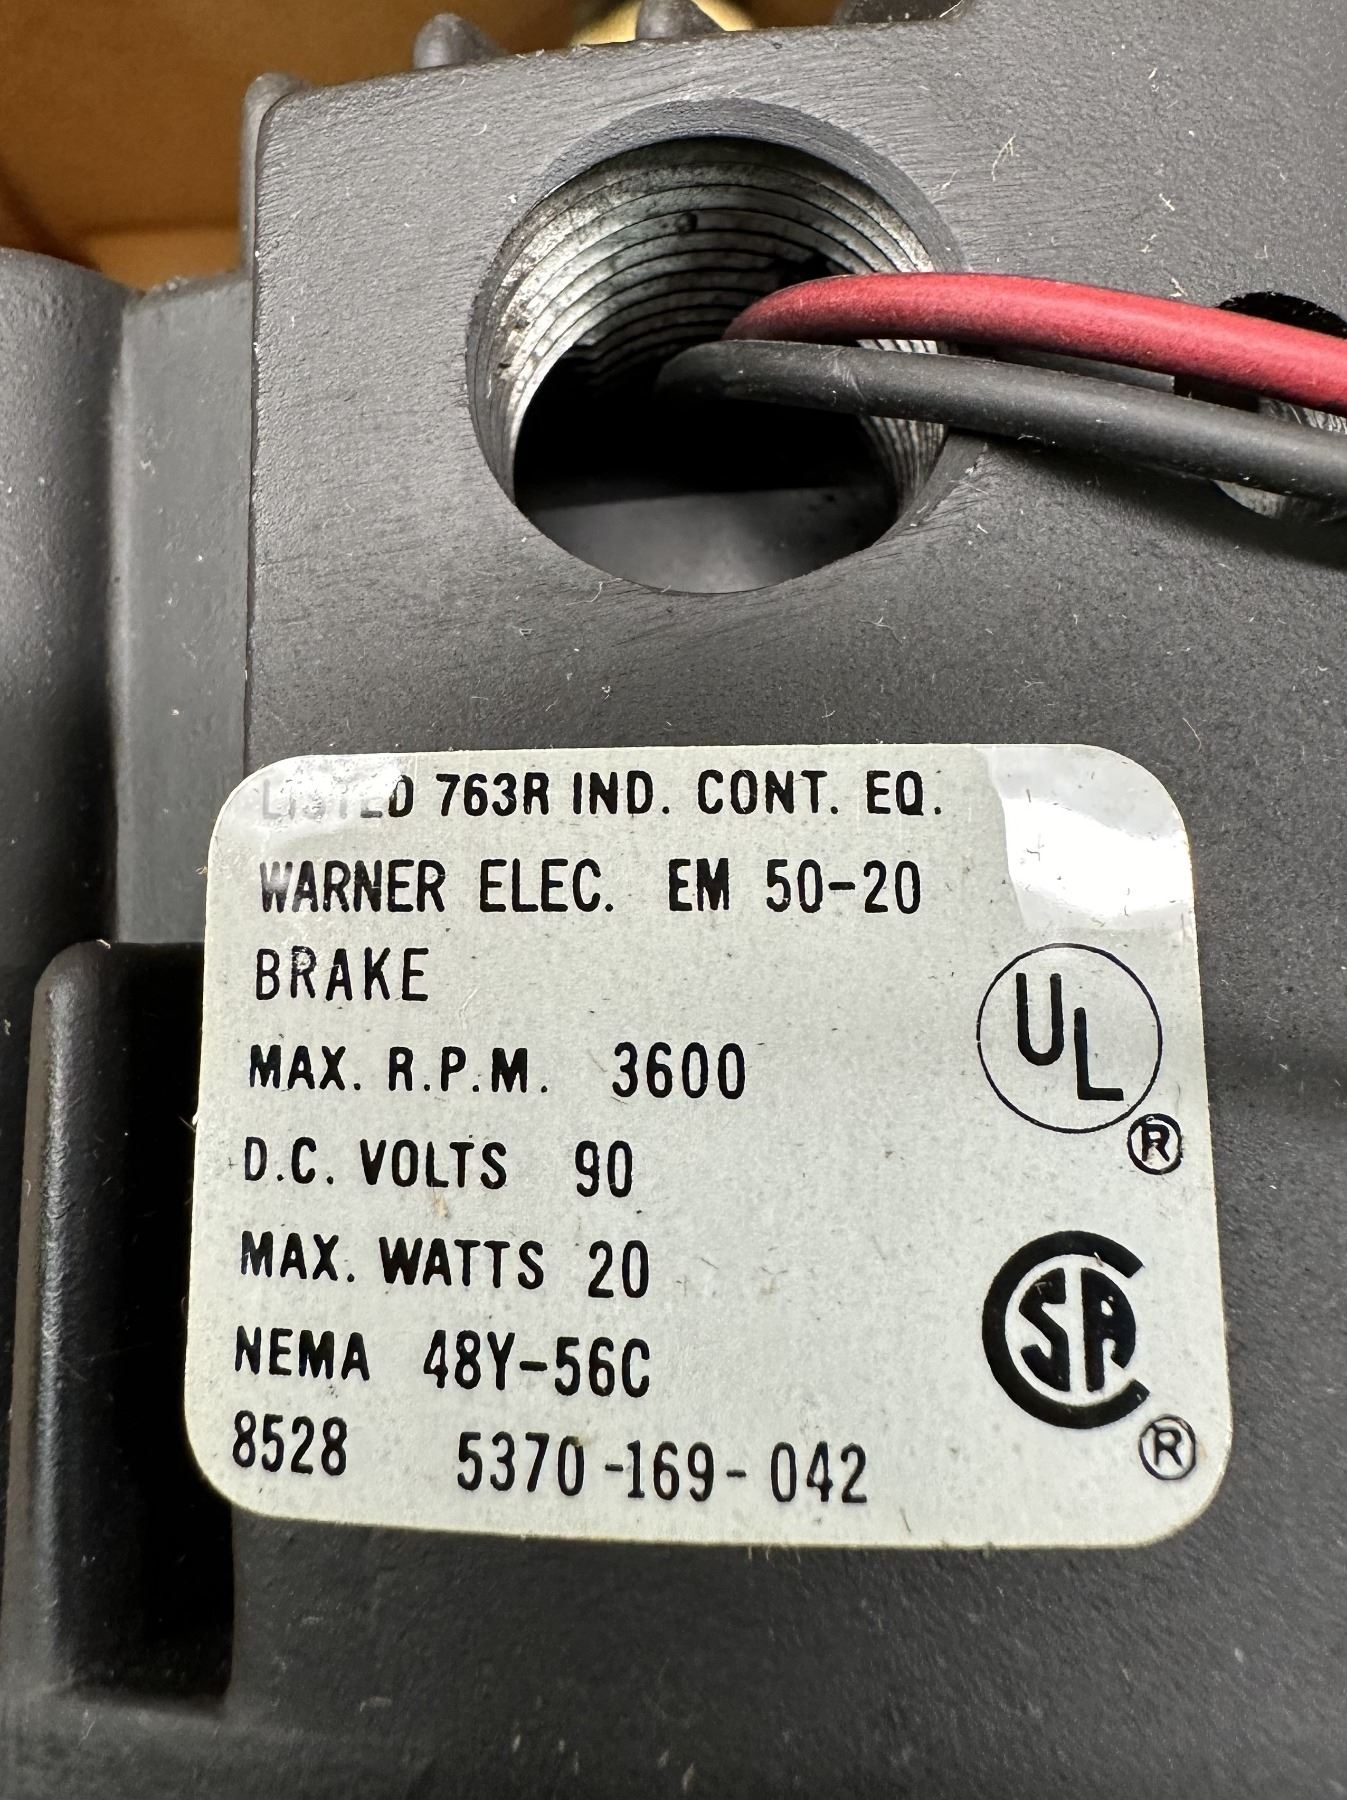 LISTED 763R IND. CONT. EQ.
WARNER ELEC. EM 50-20
BRAKE
MAX. R.P.M. 3600
UL
®
D.C. VOLTS 90
MAX. WATTS 20
NEMA 48Y-56C
CSA
®
8528 5370-169-042